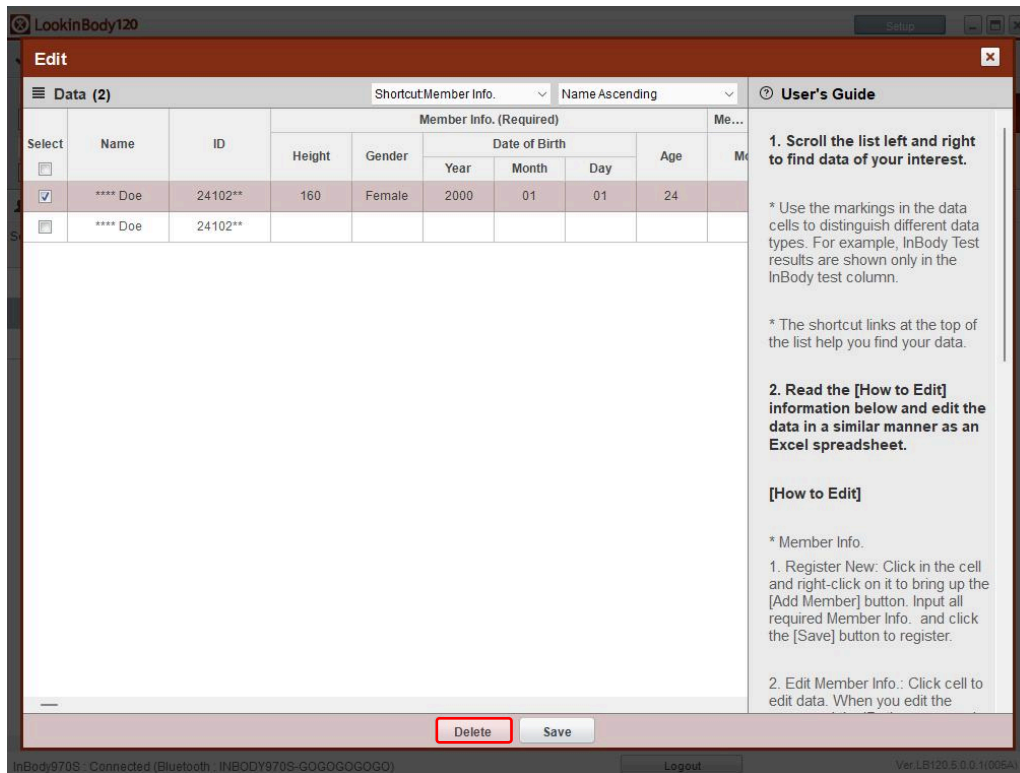 LookinBody120
Setup
Edit
Data (2)
Shortcut:Member Info.
Name Ascending
User's Guide
Select
Name
ID
Member Info. (Required)
Me...
Height
Gender
Date of Birth
Age
Year
Month
Day
**** Doe
24102**
160
Female
2000
01
01
24
**** Doe
24102**
1. Scroll the list left and right
to find data of your interest.
* Use the markings in the data
cells to distinguish different data
types. For example, InBody Test
results are shown only in the
InBody test column.
* The shortcut links at the top of
the list help you find your data.
2. Read the [How to Edit]
information below and edit the
data in a similar manner as an
Excel spreadsheet.
[How to Edit]
* Member Info.
1. Register New: Click in the cell
and right-click on it to bring up the
[Add Member] button. Input all
required Member Info. and click
the [Save] button to register.
2. Edit Member Info.: Click cell to
edit data. When you edit the
Delete
Save
InBody970S : Connected (Bluetooth : INBODY970S-GOGOGOGOGO)
Logout
Ver.LB120.5.0.0.1(005A)